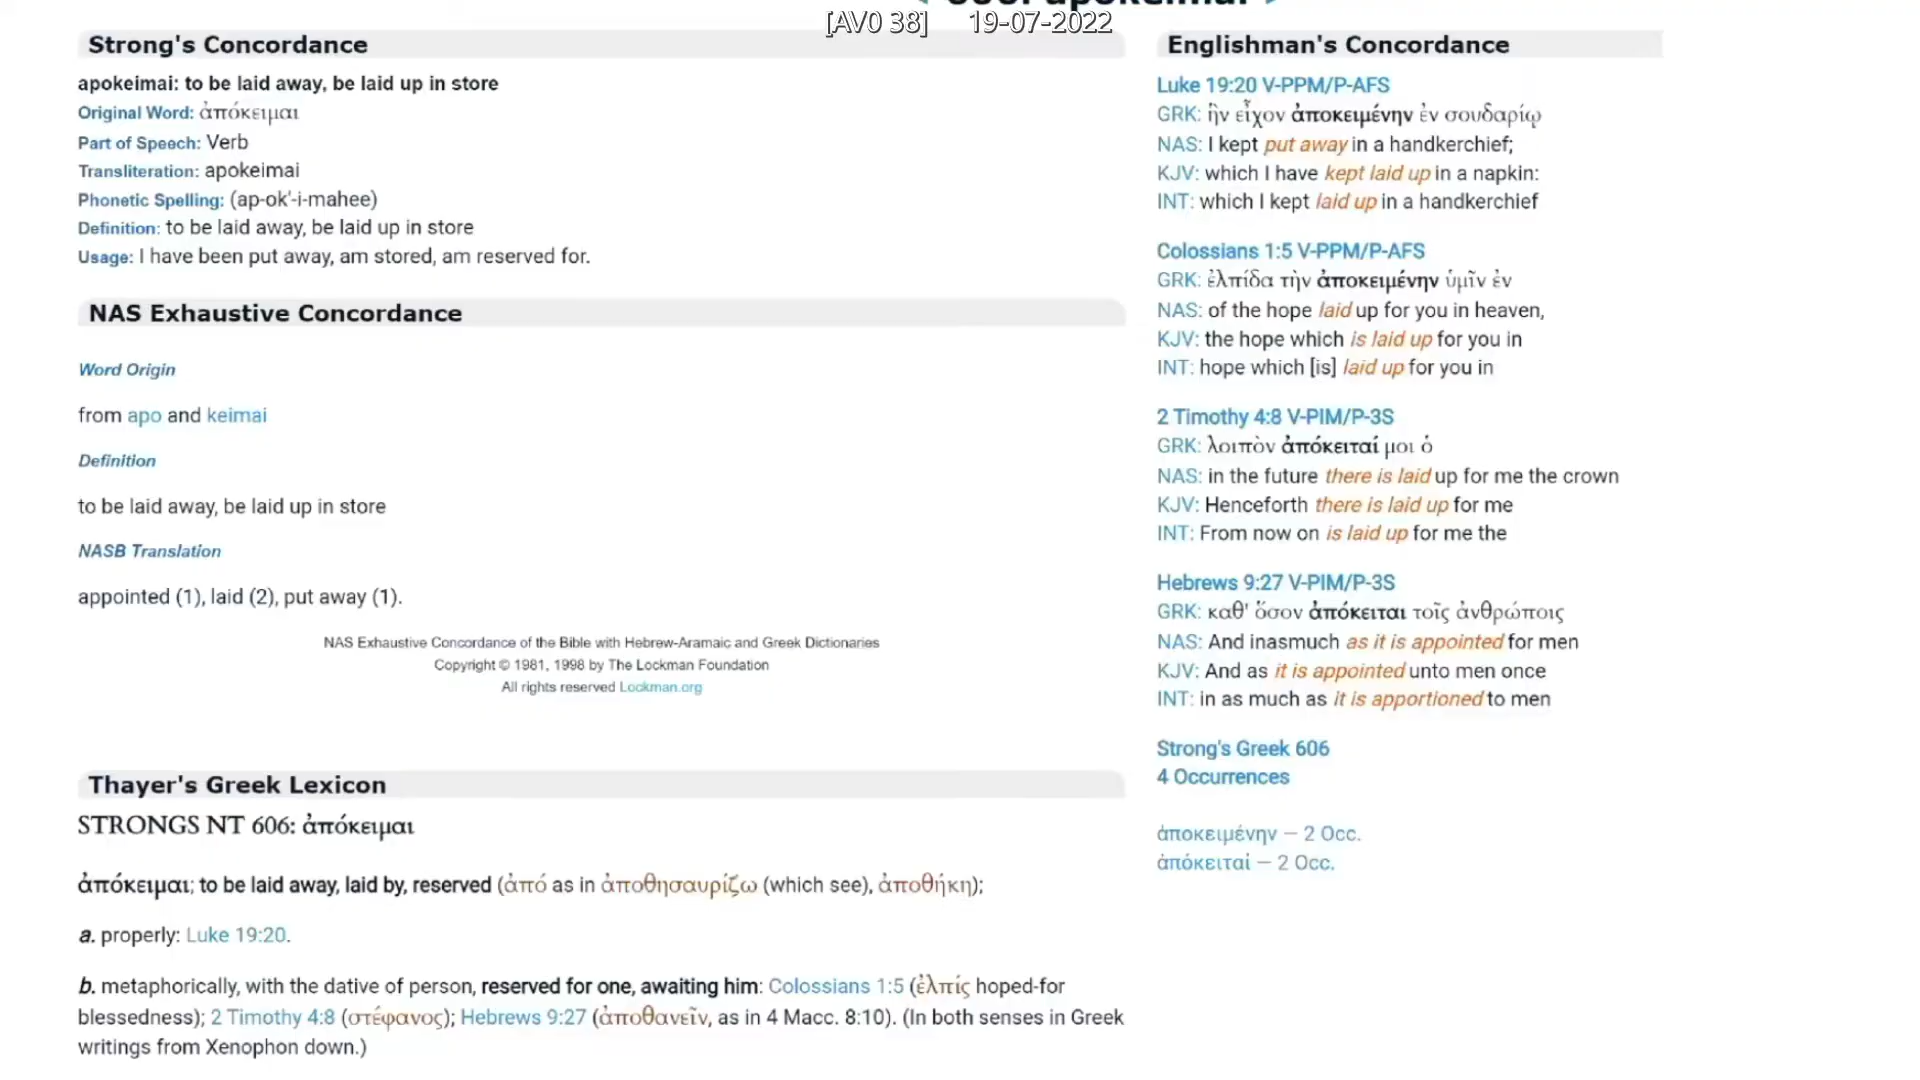 [AV0 38] 19-07-2022
Strong's Concordance
apokeimai: to be laid away, be laid up in store
Original Word: ἀπόκειμαι
Part of Speech: Verb
Transliteration: apokeimai
Phonetic Spelling: (ap-ok'-i-mahee)
Definition: to be laid away, be laid up in store
Usage: I have been put away, am stored, am reserved for.
NAS Exhaustive Concordance
Word Origin
from apo and keimai
Definition
to be laid away, be laid up in store
NASB Translation
appointed (1), laid (2), put away (1).
NAS Exhaustive Concordance of the Bible with Hebrew-Aramaic and Greek Dictionaries
Copyright © 1981, 1998 by The Lockman Foundation
All rights reserved Lockman.org
Thayer's Greek Lexicon
STRONGS NT 606: ἀπόκειμαι
ἀπόκειμαι; to be laid away, laid by, reserved (ἀπό as in ἀποθησαυρίζω (which see), ἀποθήκη);
a. properly: Luke 19:20.
b. metaphorically, with the dative of person, reserved for one, awaiting him: Colossians 1:5 (ἐλπίς hoped-for
blessedness); 2 Timothy 4:8 (στέφανος); Hebrews 9:27 (ἀποθανεῖν, as in 4 Macc. 8:10). (In both senses in Greek
writings from Xenophon down.)
Englishman's Concordance
Luke 19:20 V-PPM/P-AFS
GRK: ἣν εἶχον ἀποκειμένην ἐν σουδαρίῳ
NAS: I kept put away in a handkerchief;
KJV: which I have kept laid up in a napkin:
INT: which I kept laid up in a handkerchief
Colossians 1:5 V-PPM/P-AFS
GRK: ἐλπίδα τὴν ἀποκειμένην ὑμῖν ἐν
NAS: of the hope laid up for you in heaven,
KJV: the hope which is laid up for you in
INT: hope which [is] laid up for you in
2 Timothy 4:8 V-PIM/P-3S
GRK: λοιπὸν ἀπόκειταί μοι ὁ
NAS: in the future there is laid up for me the crown
KJV: Henceforth there is laid up for me
INT: From now on is laid up for me the
Hebrews 9:27 V-PIM/P-3S
GRK: καθ' ὅσον ἀπόκειται τοῖς ἀνθρώποις
NAS: And inasmuch as it is appointed for men
KJV: And as it is appointed unto men once
INT: in as much as it is apportioned to men
Strong's Greek 606
4 Occurrences
ἀποκειμένην — 2 Occ.
ἀπόκειταί — 2 Occ.